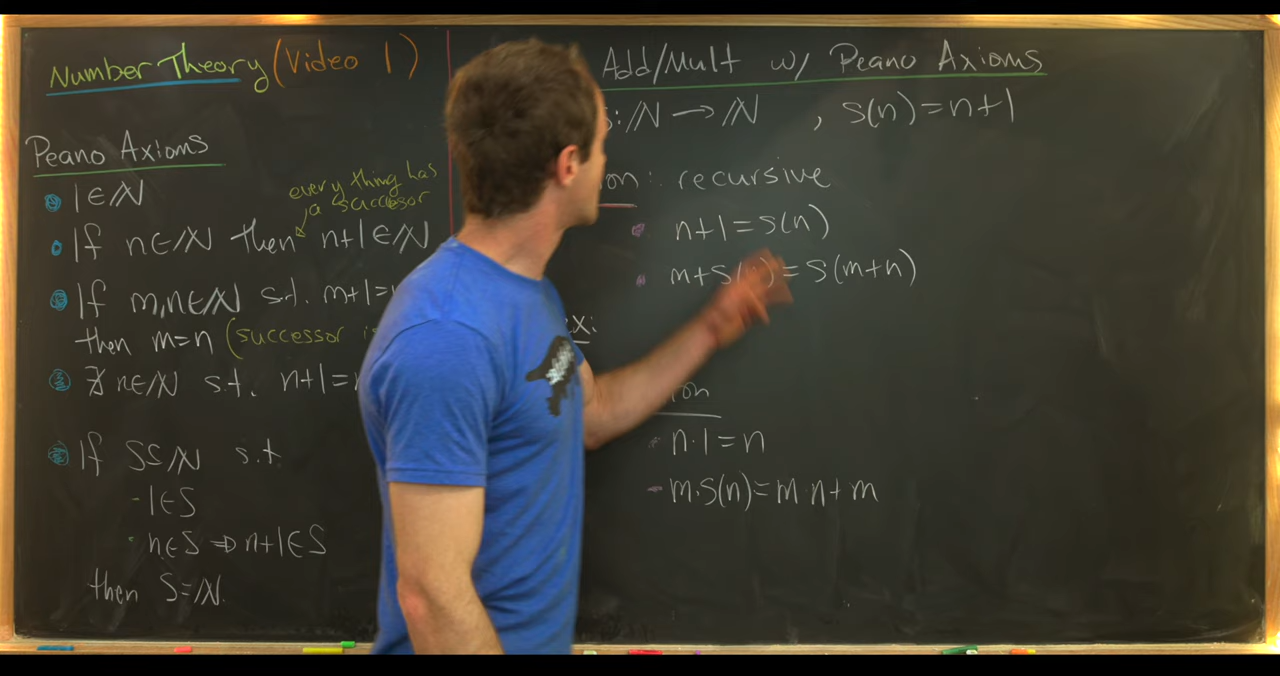 Number Theory (Video 1)
Peano Axioms
1∈ℕ
every thing has
a successor
If n∈ℕ then n+1∈ℕ
If m,n∈ℕ s.t. m+1=
then m=n (successor
∄ n∈ℕ s.t. n+1=
If S⊆ℕ s.t
-1∈S
·n∈S ⇒ n+1∈S
then S=ℕ.
Add/Mult w/ Peano Axioms
S:ℕ → ℕ , S(n)=n+1
recursive
n+1=S(n)
m+S( )=S(m+n)
n·1=n
m·S(n)=m·n+m